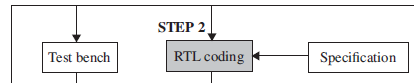 STEP 2
Test bench
RTL coding
Specification